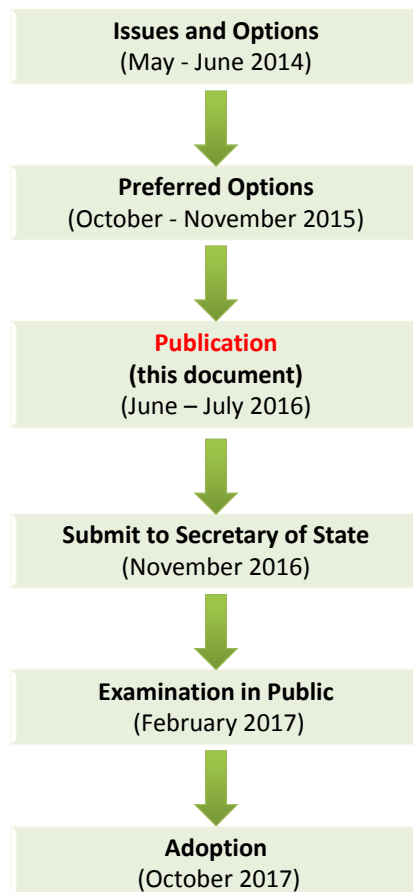 Issues and Options
(May - June 2014)
Preferred Options
(October - November 2015)
Publication
(this document)
(June – July 2016)
Submit to Secretary of State
(November 2016)
Examination in Public
(February 2017)
Adoption
(October 2017)